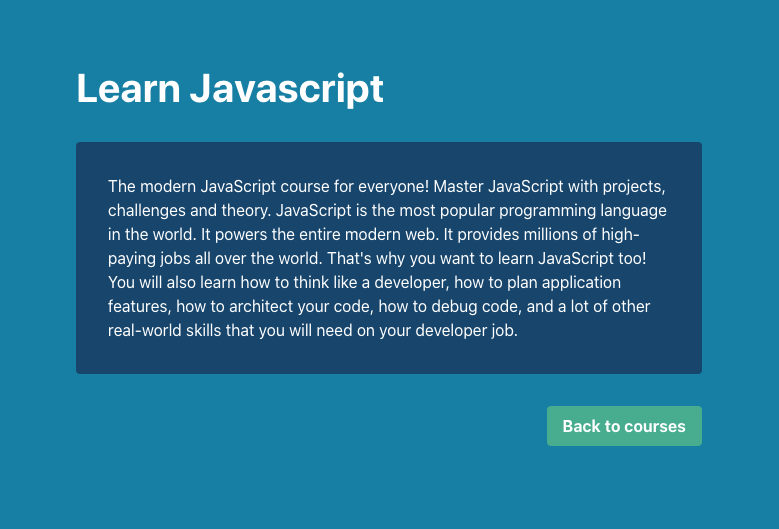 Learn Javascript
The modern JavaScript course for everyone! Master JavaScript with projects,
challenges and theory. JavaScript is the most popular programming language
in the world. It powers the entire modern web. It provides millions of high-
paying jobs all over the world. That's why you want to learn JavaScript too!
You will also learn how to think like a developer, how to plan application
features, how to architect your code, how to debug code, and a lot of other
real-world skills that you will need on your developer job.
Back to courses